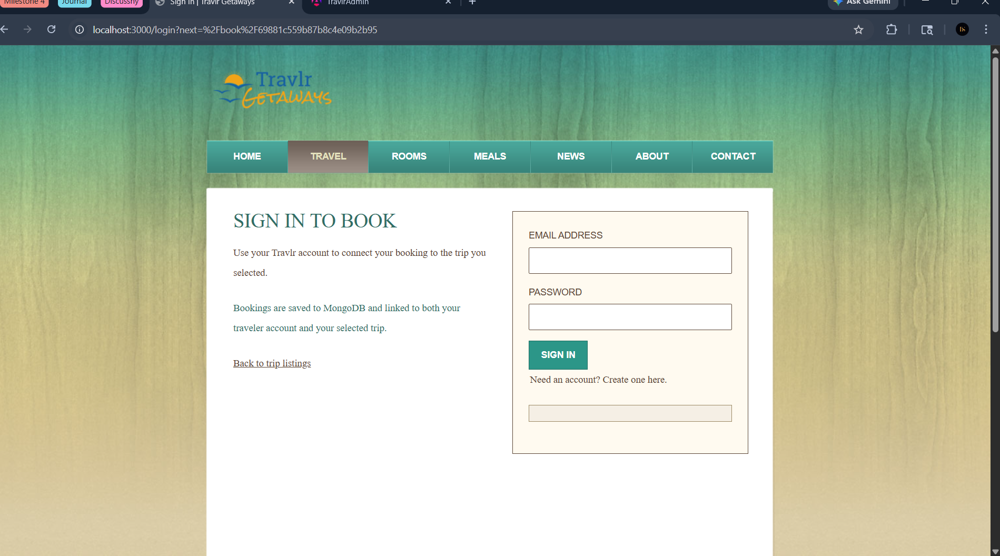 Milestone 4
Journal
Discussny
Sign In | Travlr Getaways
TravlrAdmin
Ask Gemini
localhost:3000/login?next=%2Fbook%2F69881c559b87b8c4e09b2b95
Travlr
GETAWAYS
HOME
TRAVEL
ROOMS
MEALS
NEWS
ABOUT
CONTACT
SIGN IN TO BOOK
Use your Travlr account to connect your booking to the trip you
selected.
Bookings are saved to MongoDB and linked to both your
traveler account and your selected trip.
Back to trip listings
EMAIL ADDRESS
PASSWORD
SIGN IN
Need an account? Create one here.